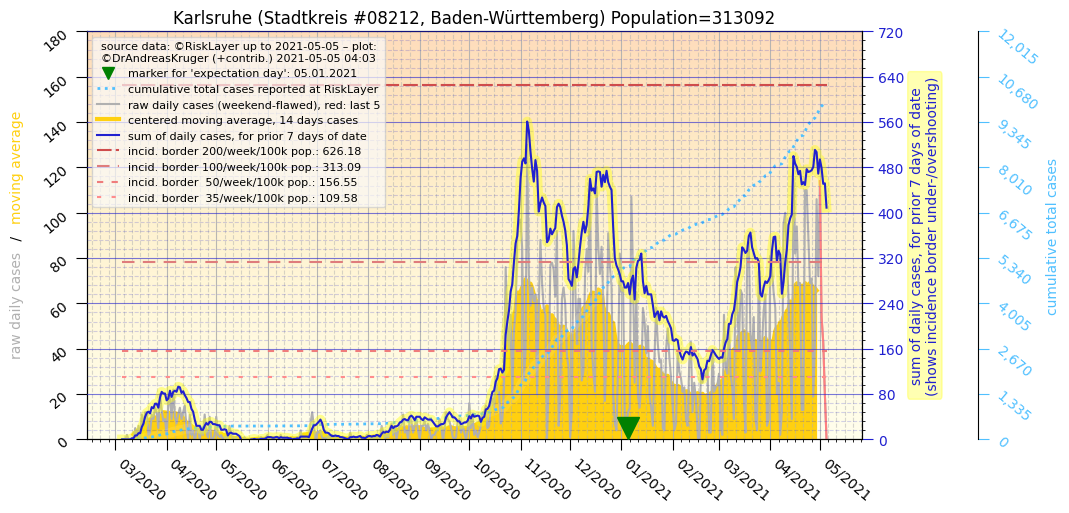 Karlsruhe (Stadtkreis #08212, Baden-Württemberg) Population=313092
source data: ©RiskLayer up to 2021-05-05 – plot:
©DrAndreasKruger (+contrib.) 2021-05-05 04:03
marker for 'expectation day': 05.01.2021
cumulative total cases reported at RiskLayer
raw daily cases (weekend-flawed), red: last 5
centered moving average, 14 days of cases
sum of daily cases, for prior 7 days of date
incid. border 200/week/100k pop.: 626.18
incid. border 100/week/100k pop.: 313.09
incid. border  50/week/100k pop.: 156.55
incid. border  35/week/100k pop.: 109.58
raw daily cases / moving average
180
160
140
120
100
80
60
40
20
0
03/2020
04/2020
05/2020
06/2020
07/2020
08/2020
09/2020
10/2020
11/2020
12/2020
01/2021
02/2021
03/2021
04/2021
05/2021
720
640
560
480
400
320
240
160
80
0
sum of daily cases, for prior 7 days of date
(shows incidence border under-/overshooting)
12,015
10,680
9,345
8,010
6,675
5,340
4,005
2,670
1,335
0
cumulative total cases